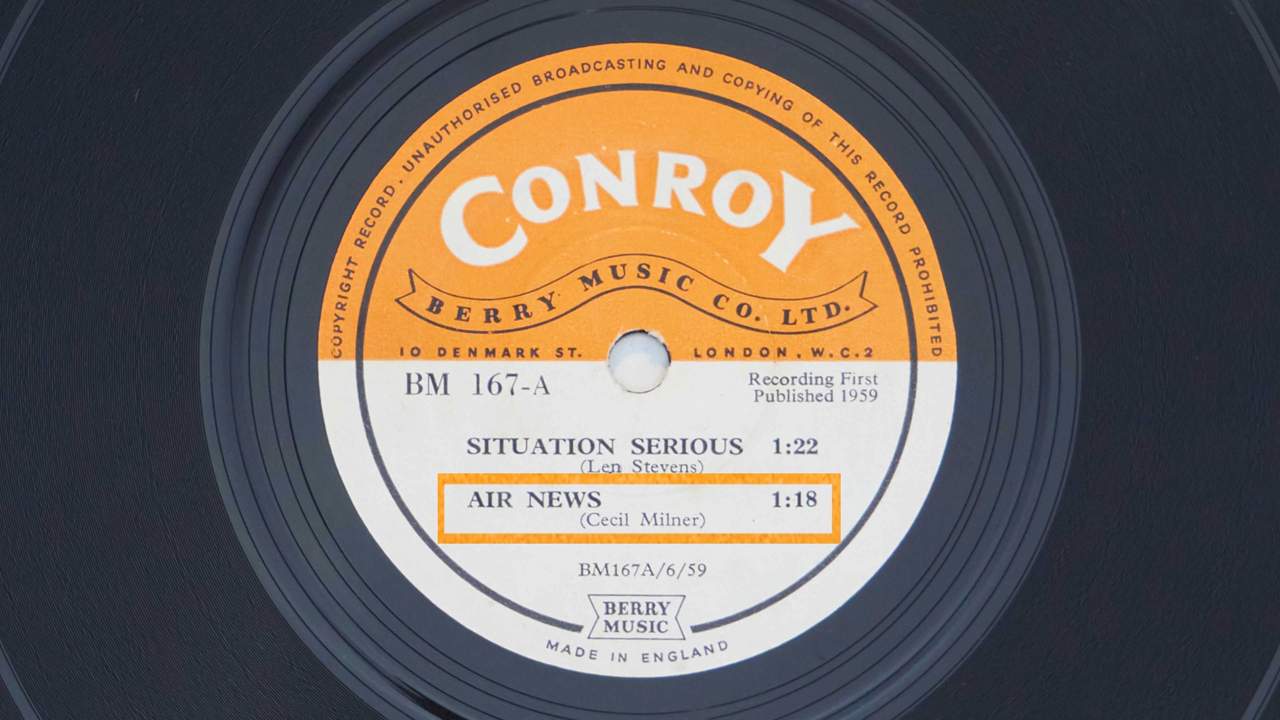 COPYRIGHT RECORD. UNAUTHORISED BROADCASTING AND COPYING OF THIS RECORD PROHIBITED
CONROY
BERRY MUSIC CO. LTD.
10 DENMARK ST. LONDON. W.C.2
BM 167-A
Recording First
Published 1959
SITUATION SERIOUS 1:22
(Len Stevens)
AIR NEWS 1:18
(Cecil Milner)
BM167A/6/59
BERRY
MUSIC
MADE IN ENGLAND